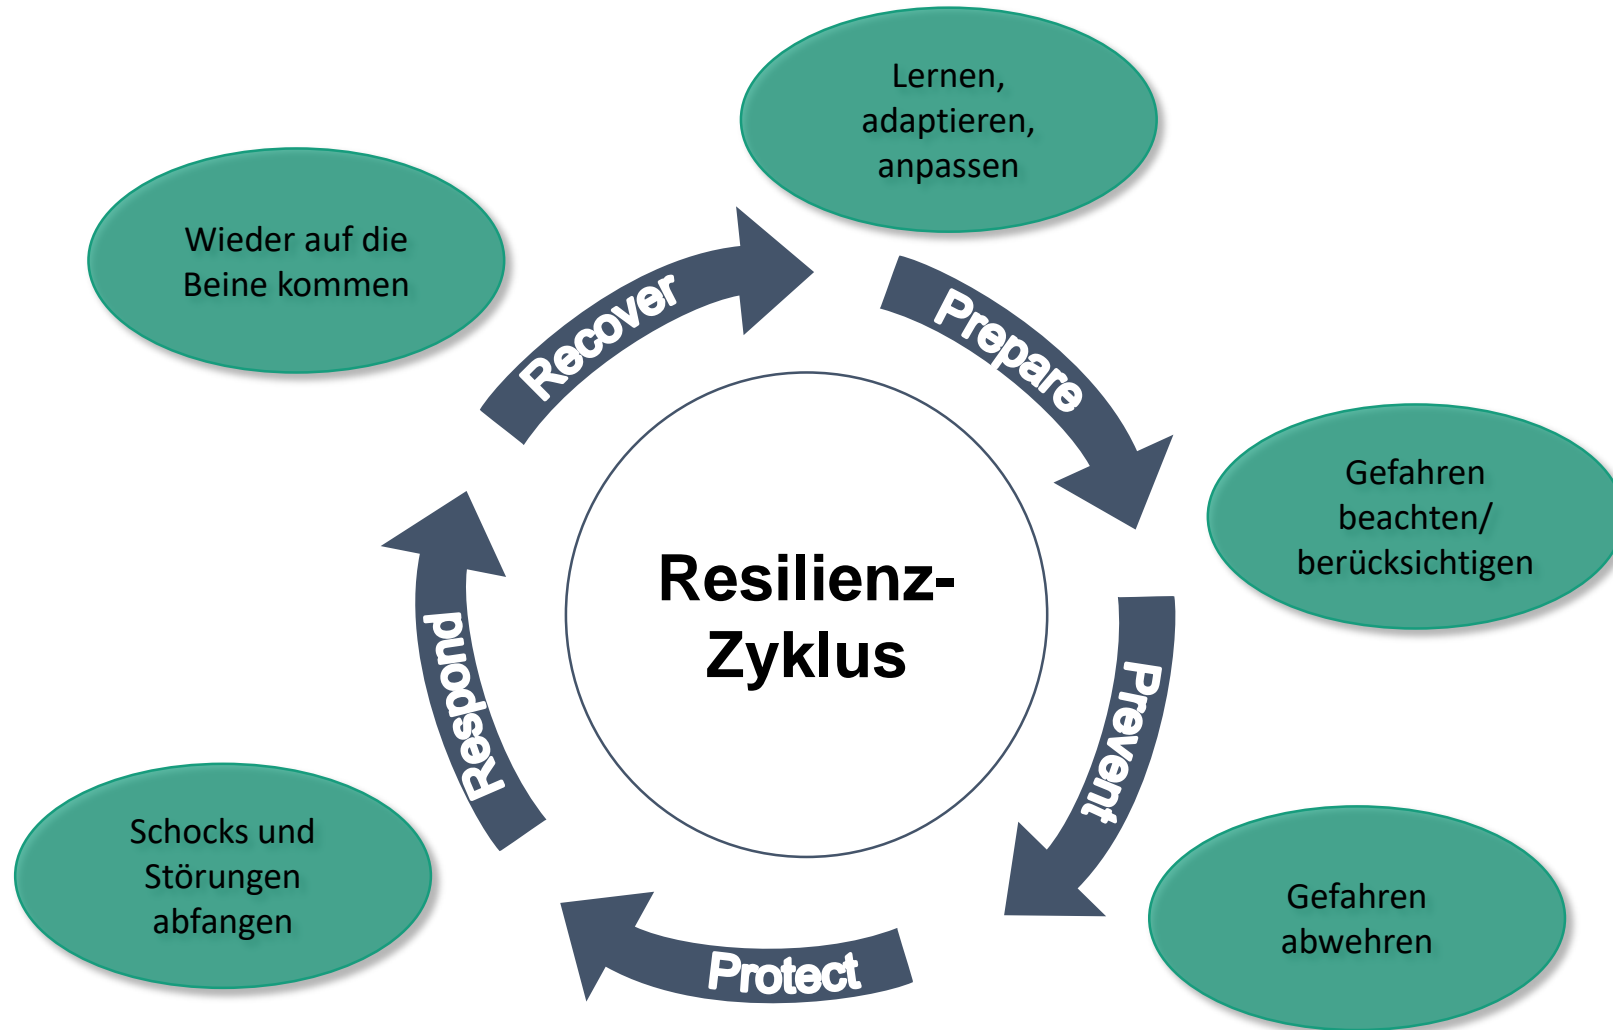 Lernen,
adaptieren,
anpassen
Wieder auf die
Beine kommen
Recover
Prepare
Gefahren
beachten/
berücksichtigen
Resilienz-
Zyklus
Respond
Prevent
Schocks und
Störungen
abfangen
Gefahren
abwehren
Protect